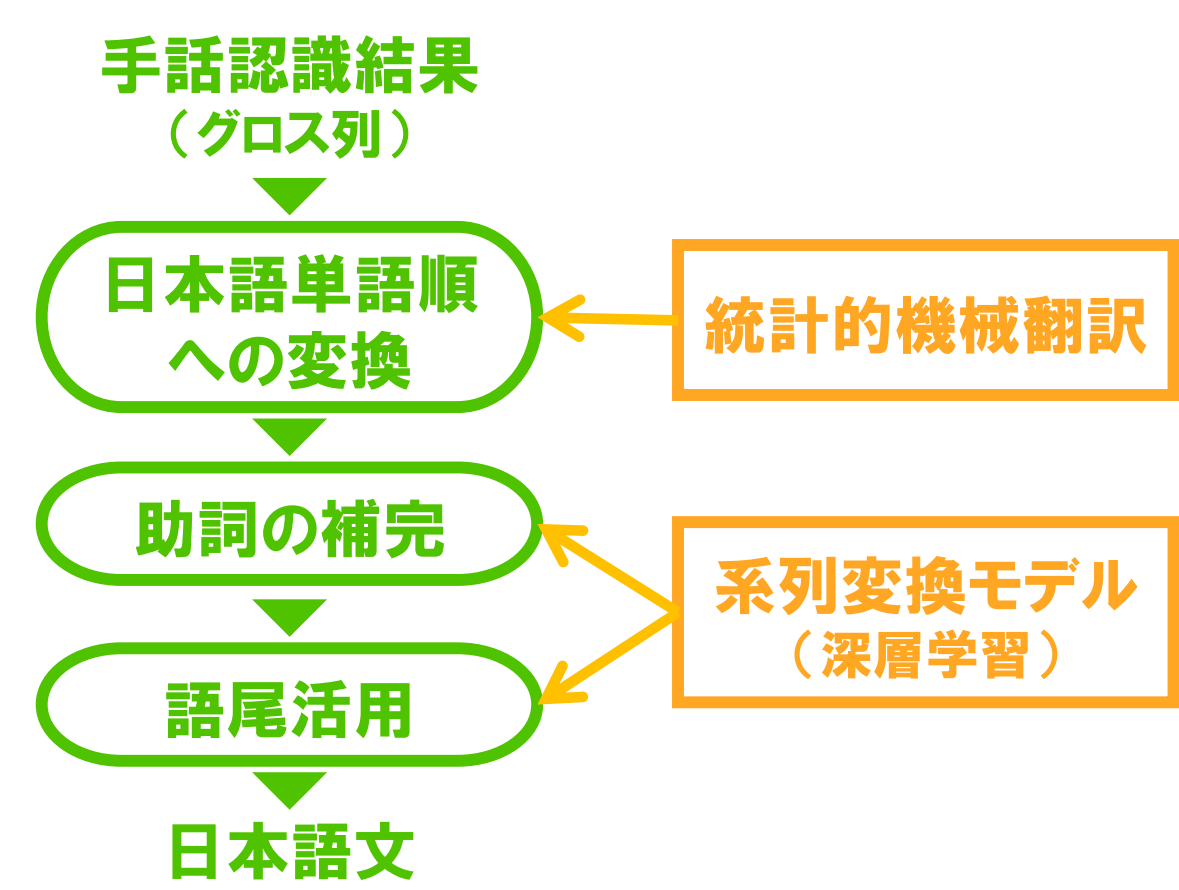 手話認識結果
（グロス列）
日本語単語順
への変換
統計的機械翻訳
助詞の補完
系列変換モデル
（深層学習）
語尾活用
日本語文